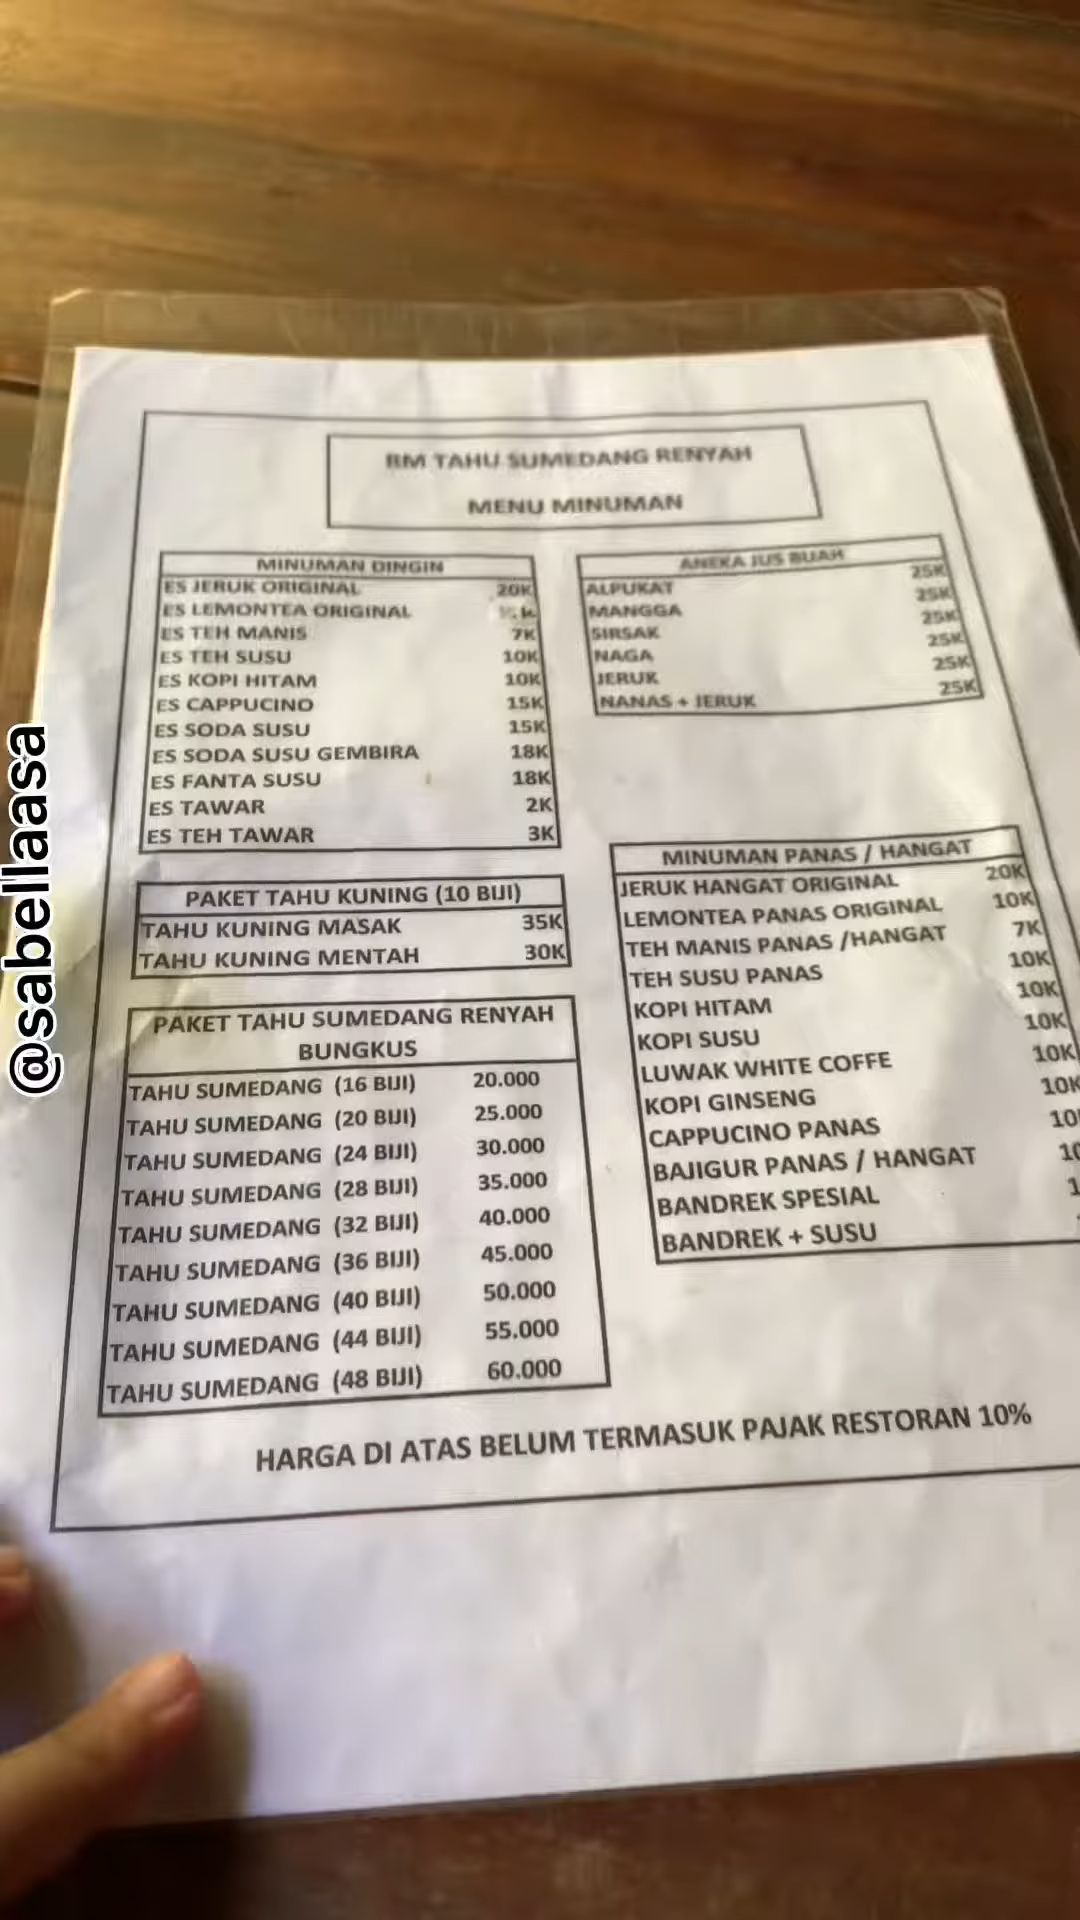 RM TAHU SUMEDANG RENYAH
MENU MINUMAN
MINUMAN DINGIN
ES JERUK ORIGINAL 20K
ES LEMONTEA ORIGINAL
ES TEH MANIS 7K
ES TEH SUSU 10K
ES KOPI HITAM 10K
ES CAPPUCINO 15K
ES SODA SUSU 15K
ES SODA SUSU GEMBIRA 18K
ES FANTA SUSU 18K
ES TAWAR 2K
ES TEH TAWAR 3K
ANEKA JUS BUAH
ALPUKAT 25K
MANGGA 25K
SIRSAK 25K
NAGA 25K
JERUK 25K
NANAS + JERUK 25K
PAKET TAHU KUNING (10 BIJI)
TAHU KUNING MASAK 35K
TAHU KUNING MENTAH 30K
PAKET TAHU SUMEDANG RENYAH
BUNGKUS
TAHU SUMEDANG (16 BIJI) 20.000
TAHU SUMEDANG (20 BIJI) 25.000
TAHU SUMEDANG (24 BIJI) 30.000
TAHU SUMEDANG (28 BIJI) 35.000
TAHU SUMEDANG (32 BIJI) 40.000
TAHU SUMEDANG (36 BIJI) 45.000
TAHU SUMEDANG (40 BIJI) 50.000
TAHU SUMEDANG (44 BIJI) 55.000
TAHU SUMEDANG (48 BIJI) 60.000
MINUMAN PANAS / HANGAT
JERUK HANGAT ORIGINAL 20K
LEMONTEA PANAS ORIGINAL 10K
TEH MANIS PANAS /HANGAT 7K
TEH SUSU PANAS 10K
KOPI HITAM 10K
KOPI SUSU 10K
LUWAK WHITE COFFE 10K
KOPI GINSENG 10K
CAPPUCINO PANAS
BAJIGUR PANAS / HANGAT
BANDREK SPESIAL
BANDREK + SUSU
HARGA DI ATAS BELUM TERMASUK PAJAK RESTORAN 10%
@sabellaasa